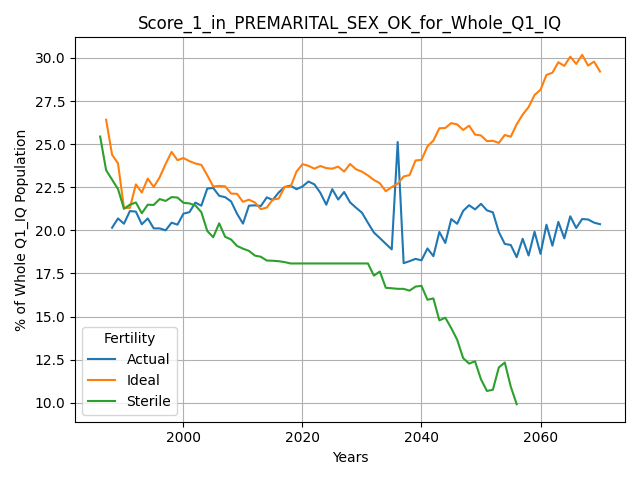 Score_1_in_PREMARITAL_SEX_OK_for_Whole_Q1_IQ
% of Whole Q1_IQ Population
30.0
27.5
25.0
22.5
20.0
17.5
15.0
12.5
10.0
Fertility
Actual
Ideal
Sterile
2000
2020
2040
2060
Years